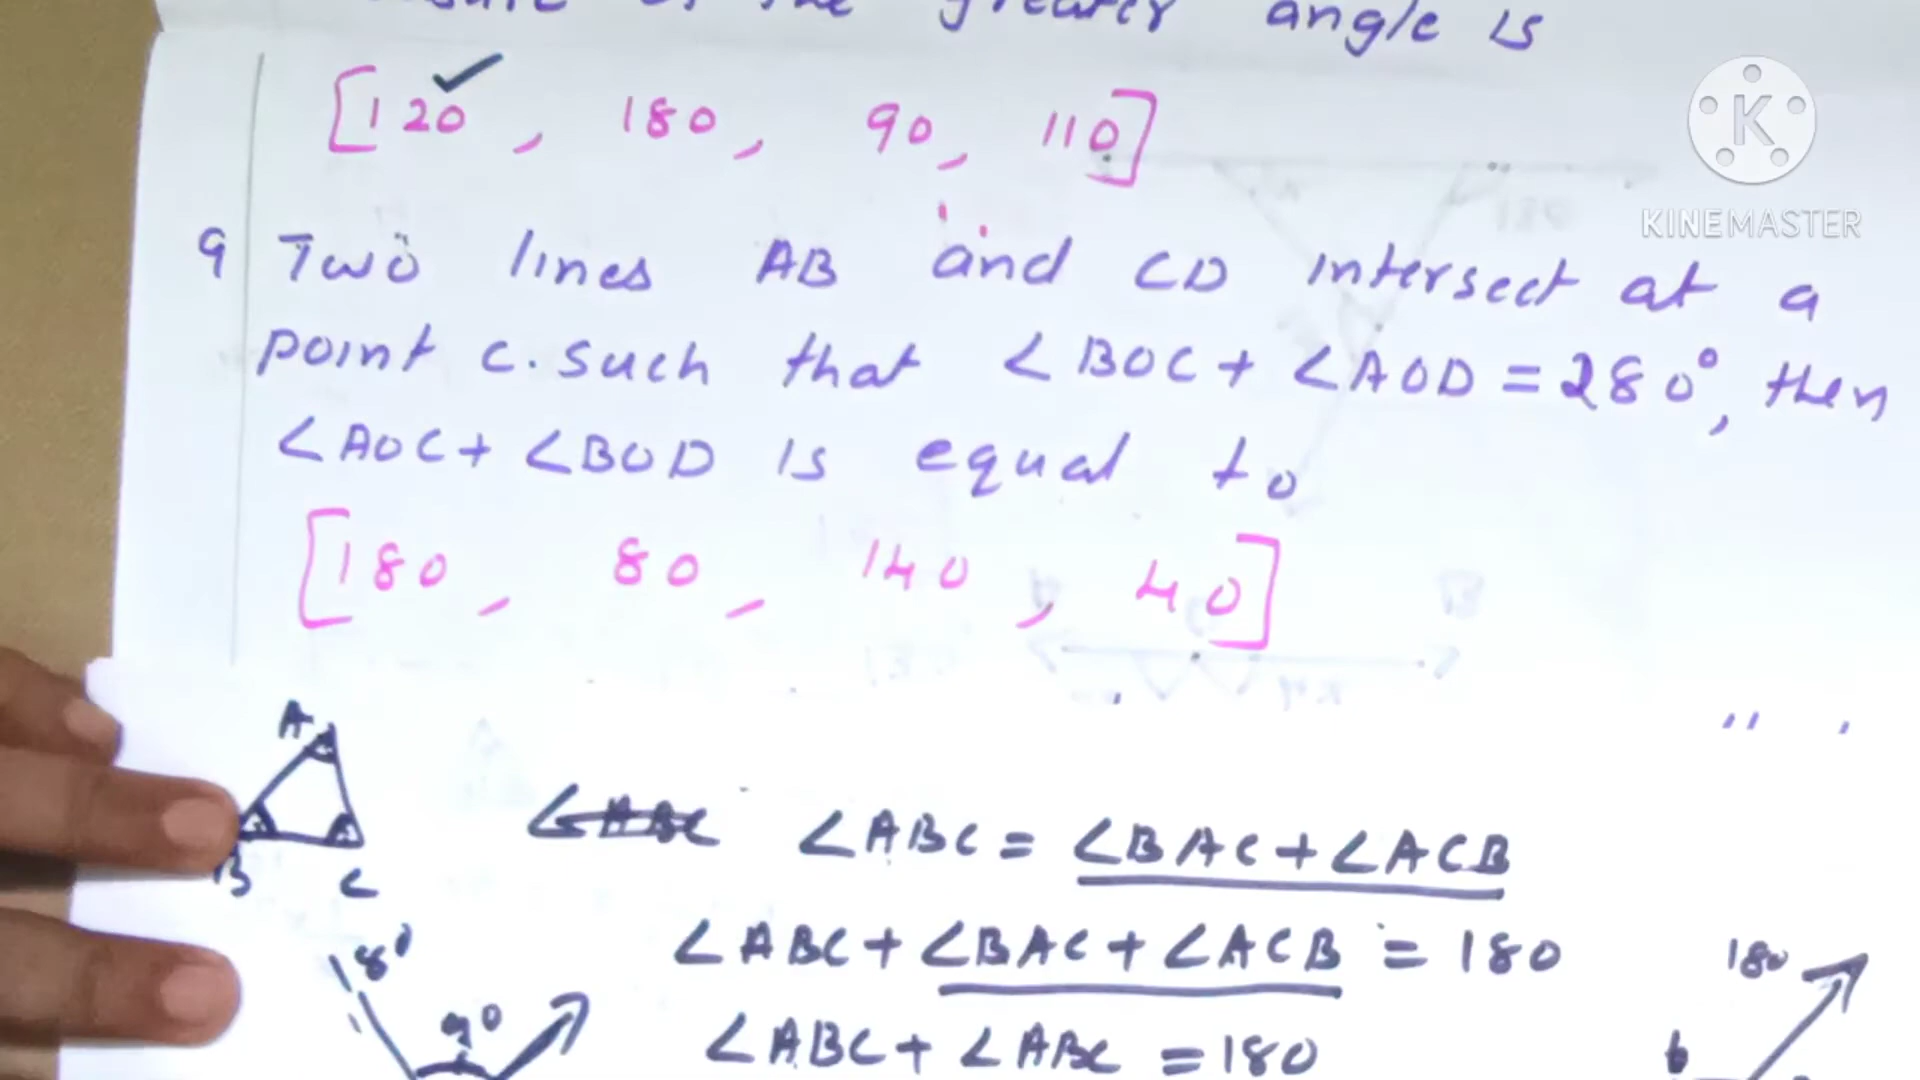 the greater angle is
[120 , 180 , 90 , 110]
KINEMASTER
9 Two lines AB and CD intersect at a
point C. Such that ∠BOC + ∠AOD = 280°, then
∠AOC + ∠BOD is equal to
[180 , 80 , 140 , 40]
A
B C
∠ABC = ∠BAC + ∠ACB
∠ABC + ∠BAC + ∠ACB = 180
180
90
∠ABC + ∠ABC = 180